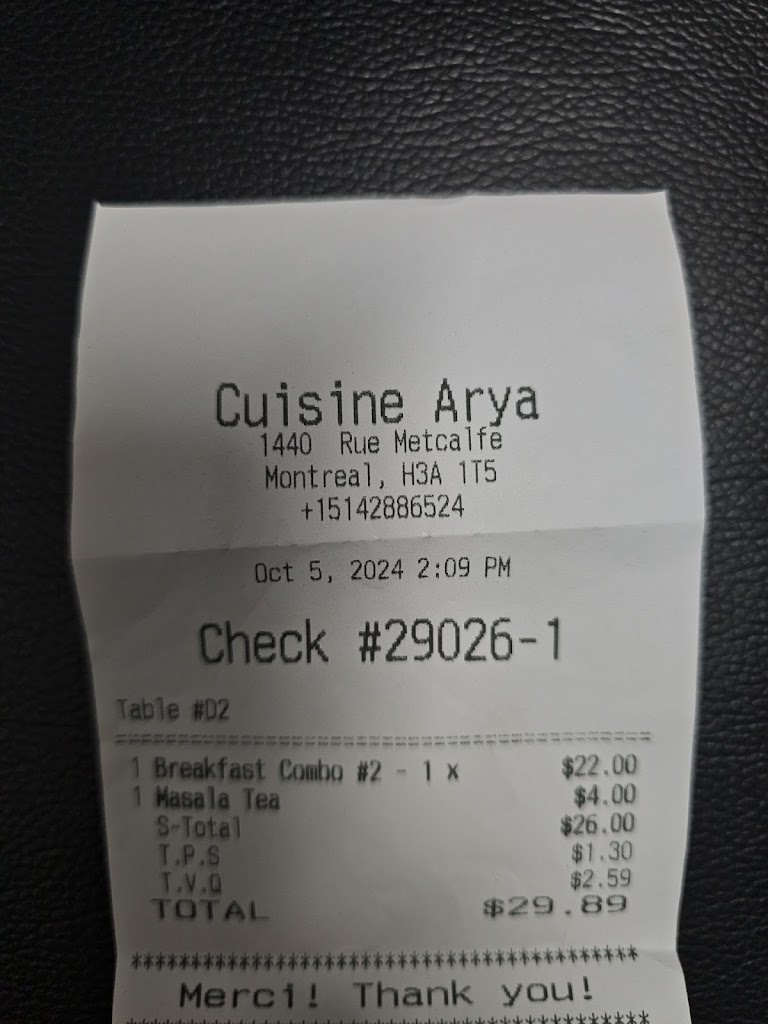 Cuisine Arya
1440 Rue Metcalfe
Montreal, H3A 1T5
+15142886524
Oct 5, 2024 2:09 PM
Check #29026-1
Table #D2
================================================
1 Breakfast Combo #2 - 1 x $22.00
1 Masala Tea $4.00
S-Total $26.00
T.P.S $1.30
T.V.Q $2.59
TOTAL $29.89
******************************************
Merci! Thank you!
******************************************